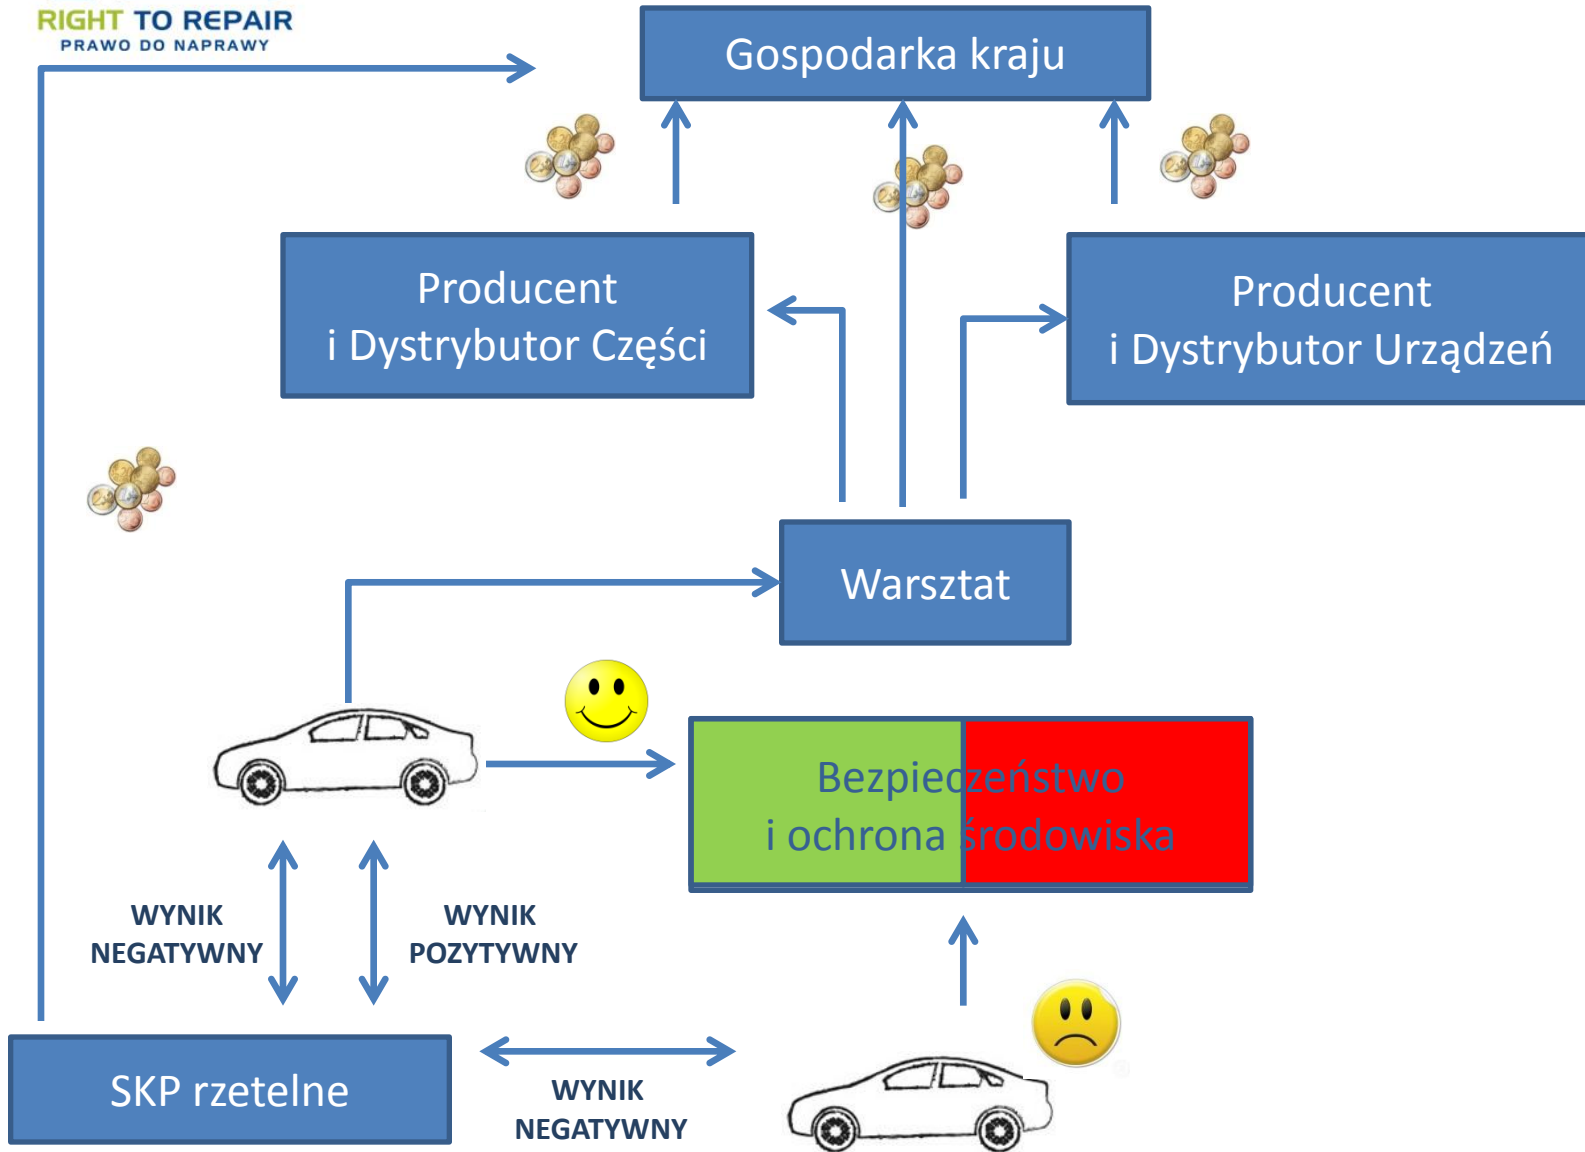 RIGHT TO REPAIR
PRAWO DO NAPRAWY
Gospodarka kraju
Producent
i Dystrybutor Części
Producent
i Dystrybutor Urządzeń
Warsztat
Bezpieczeństwo
i ochrona środowiska
WYNIK
NEGATYWNY
WYNIK
POZYTYWNY
SKP rzetelne
WYNIK
NEGATYWNY